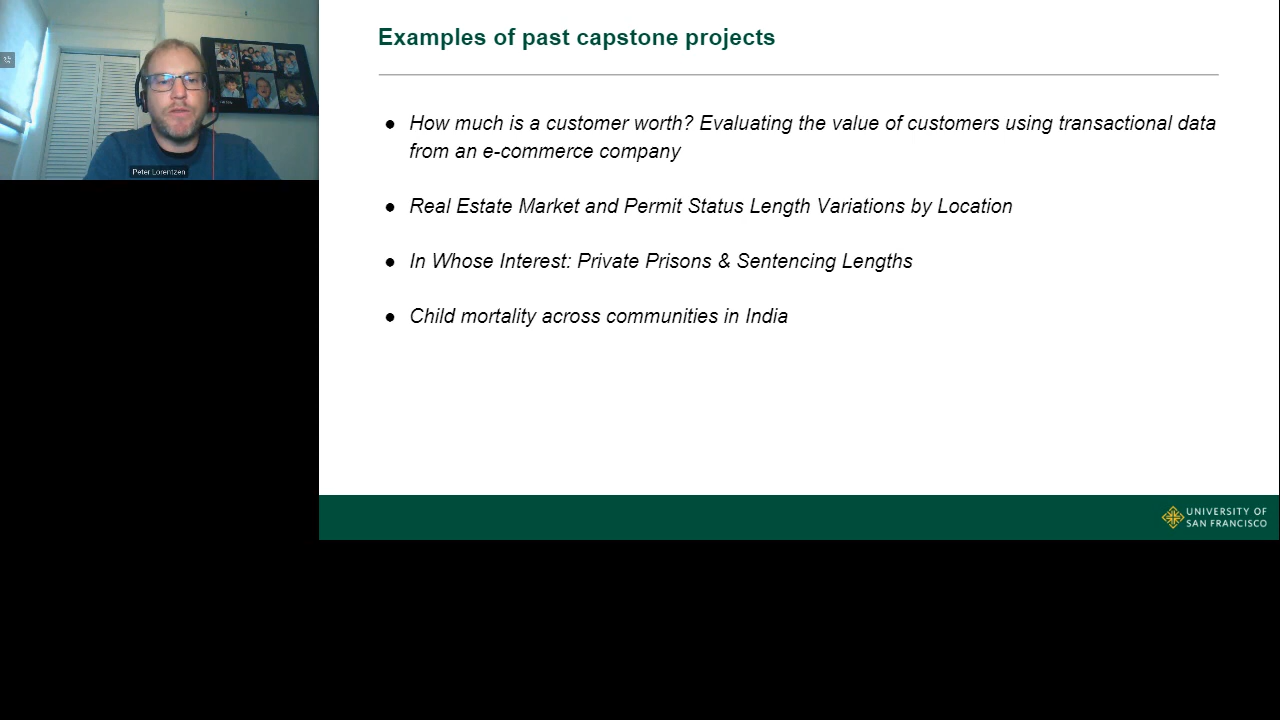 Examples of past capstone projects
● How much is a customer worth? Evaluating the value of customers using transactional data
from an e-commerce company
● Real Estate Market and Permit Status Length Variations by Location
● In Whose Interest: Private Prisons & Sentencing Lengths
● Child mortality across communities in India
Peter Lorentzen
UNIVERSITY OF
SAN FRANCISCO